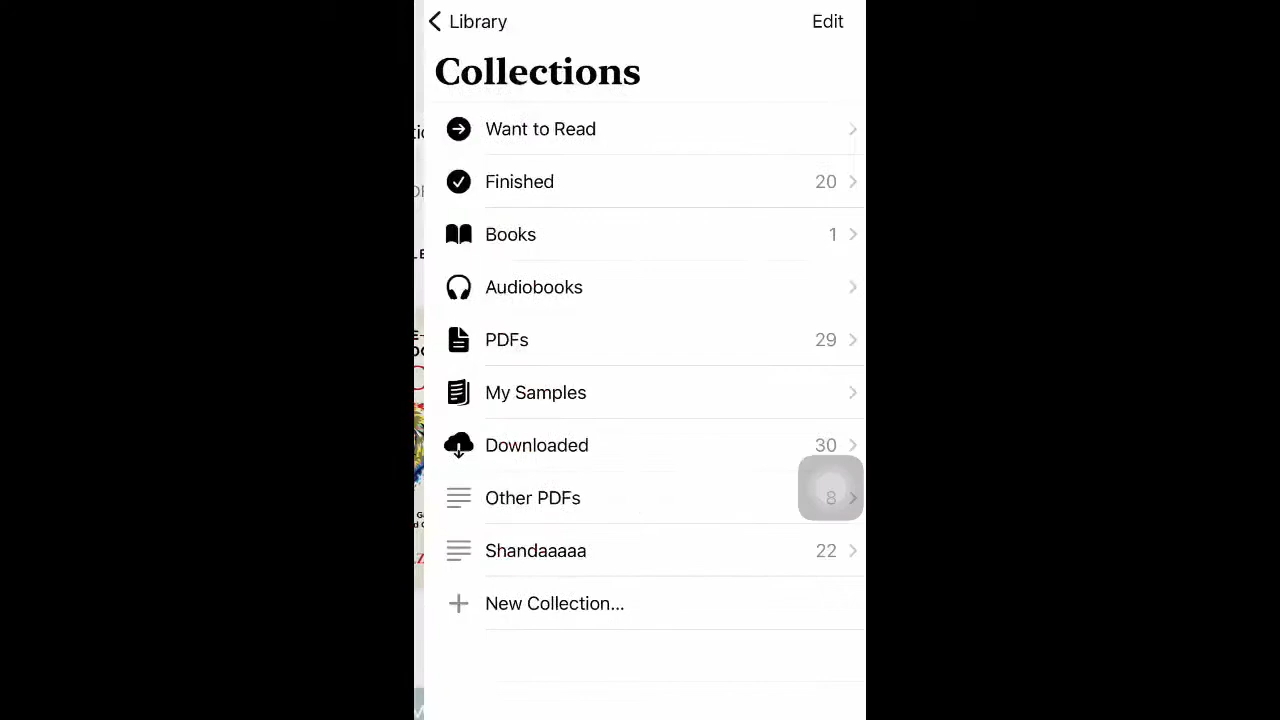 Library
Edit
Collections
Want to Read
Finished 20
Books 1
Audiobooks
PDFs 29
My Samples
Downloaded 30
Other PDFs 8
Shandaaaaa 22
New Collection...